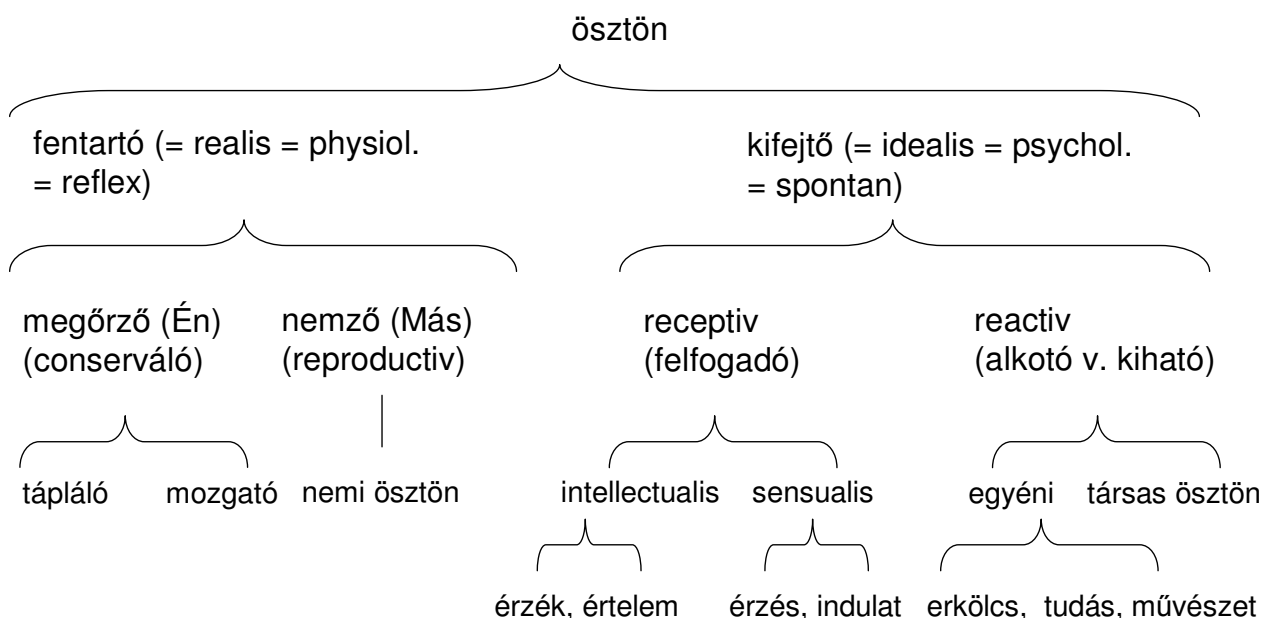 ösztön
fentartó (= realis = physiol.
= reflex)
kifejtő (= idealis = psychol.
= spontan)
megőrző (Én)
(conserváló)
nemző (Más)
(reproductiv)
receptiv
(felfogadó)
reactiv
(alkotó v. kiható)
tápláló
mozgató
nemi ösztön
intellectualis
sensualis
egyéni
társas ösztön
érzék, értelem
érzés, indulat
erkölcs, tudás, művészet